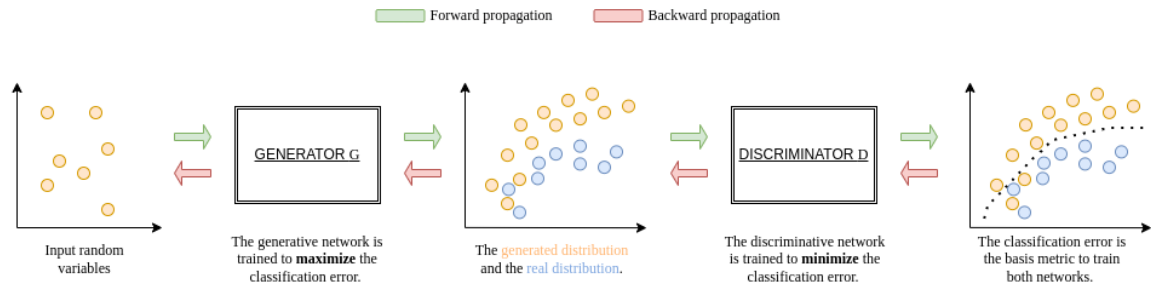 Forward propagation
Backward propagation
GENERATOR G
DISCRIMINATOR D
Input random
variables
The generative network is
trained to maximize the
classification error.
The generated distribution
and the real distribution.
The discriminative network
is trained to minimize the
classification error.
The classification error is
the basis metric to train
both networks.